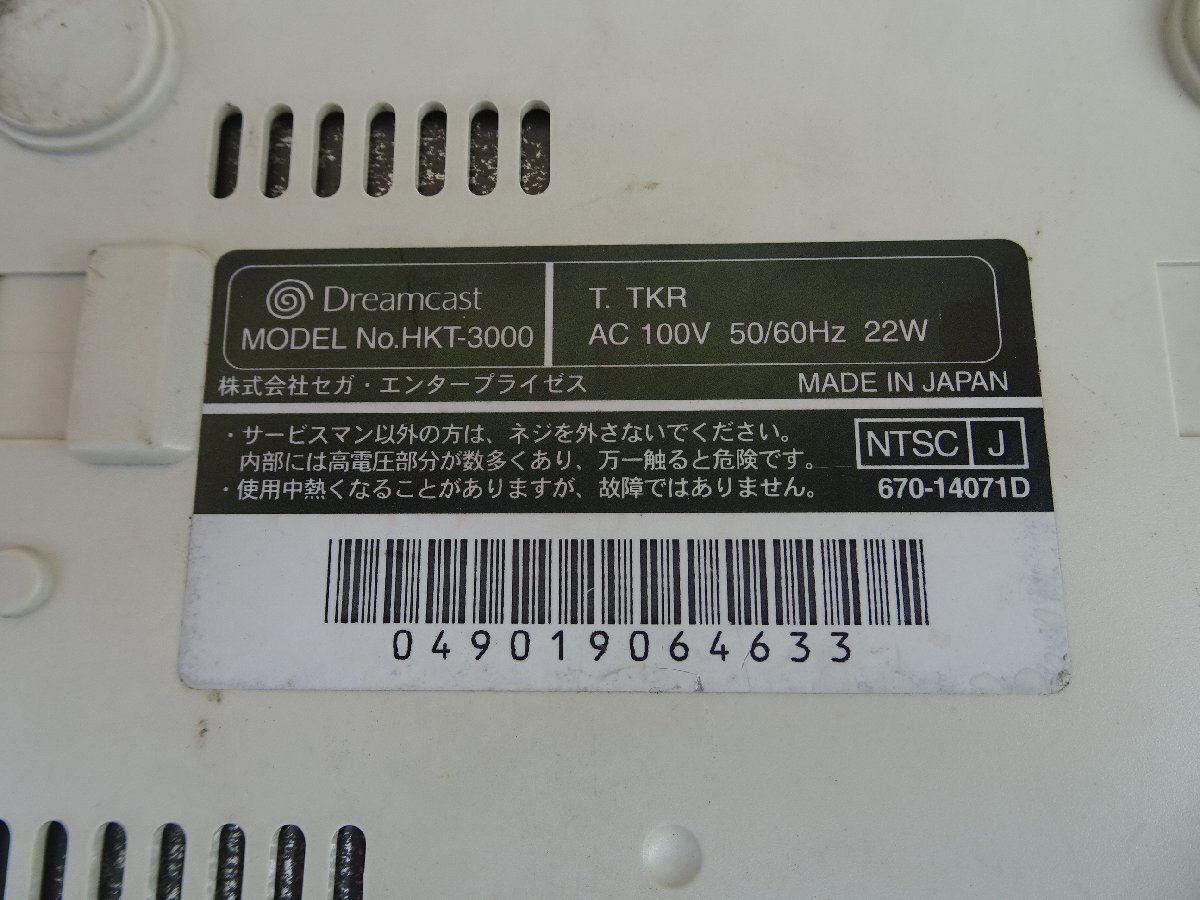 Dreamcast
MODEL No.HKT-3000
T. TKR
AC 100V 50/60Hz 22W
株式会社セガ・エンタープライゼス
MADE IN JAPAN
・サービスマン以外の方は、ネジを外さないでください。
内部には高電圧部分が数多くあり、万一触ると危険です。
・使用中熱くなることがありますが、故障ではありません。
NTSC J
670-14071D
049019064633